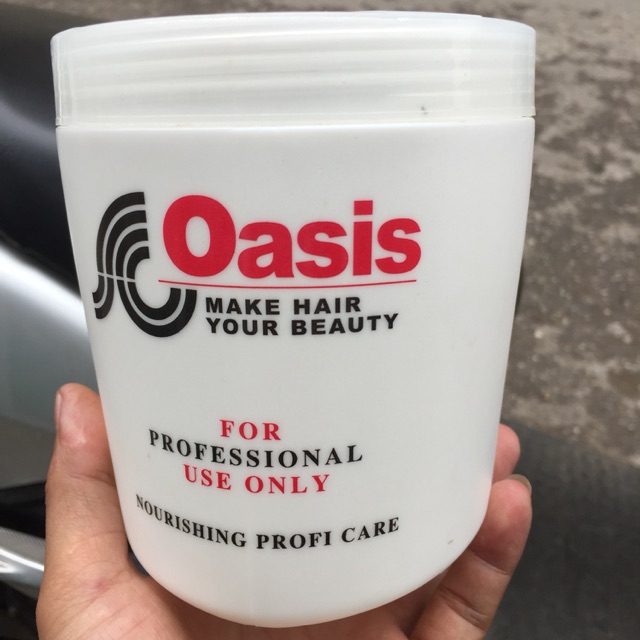 Oasis
MAKE HAIR
YOUR BEAUTY
FOR
PROFESSIONAL
USE ONLY
NOURISHING PROFI CARE